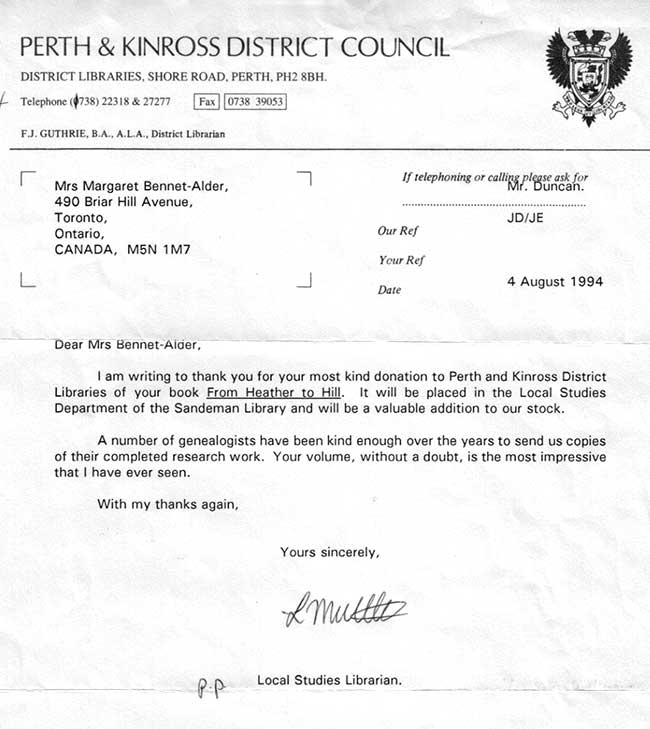 PERTH & KINROSS DISTRICT COUNCIL
DISTRICT LIBRARIES, SHORE ROAD, PERTH, PH2 8BH.
Telephone (0738) 22318 & 27277 Fax 0738 39053
F.J. GUTHRIE, B.A., A.L.A., District Librarian
Mrs Margaret Bennet-Alder,
490 Briar Hill Avenue,
Toronto,
Ontario,
CANADA, M5N 1M7
If telephoning or calling please ask for
Mr. Duncan.
Our Ref JD/JE
Your Ref
Date 4 August 1994
Dear Mrs Bennet-Alder,
I am writing to thank you for your most kind donation to Perth and Kinross District
Libraries of your book From Heather to Hill. It will be placed in the Local Studies
Department of the Sandeman Library and will be a valuable addition to our stock.
A number of genealogists have been kind enough over the years to send us copies
of their completed research work. Your volume, without a doubt, is the most impressive
that I have ever seen.
With my thanks again,
Yours sincerely,
p.p Local Studies Librarian.